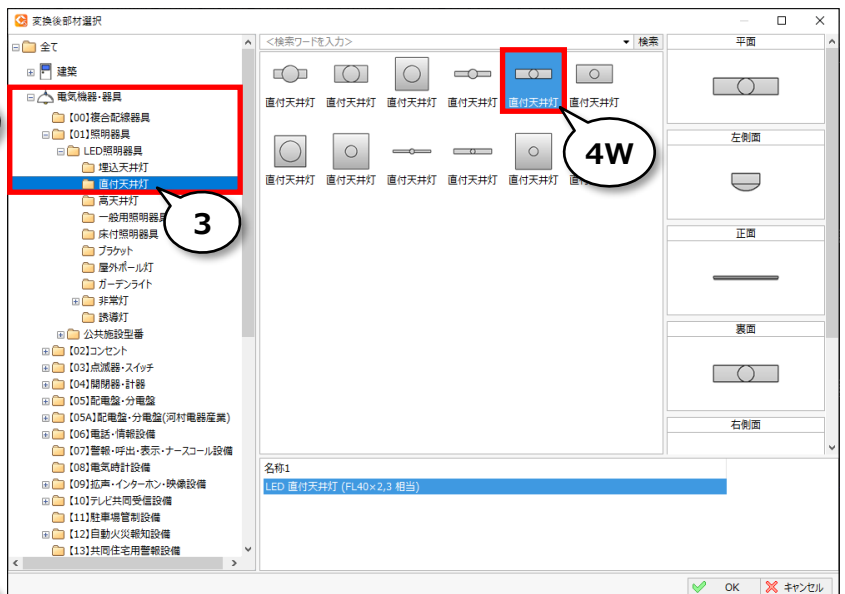 変換後部材選択
全て
建築
電気機器・器具
【00】複合配線器具
【01】照明器具
LED照明器具
埋込天井灯
直付天井灯
高天井灯
一般用照明器具
床付照明器具
ブラケット
屋外ポール灯
ガーデンライト
非常灯
誘導灯
公共施設型番
【02】コンセント
【03】点滅器・スイッチ
【04】開閉器・計器
【05】配電盤・分電盤
【05A】配電盤・分電盤(河村電器産業)
【06】電話・情報設備
【07】警報・呼出・表示・ナースコール設備
【08】電気時計設備
【09】拡声・インターホン・映像設備
【10】テレビ共同受信設備
【11】駐車場管制設備
【12】自動火災報知設備
【13】共同住宅用警報設備
3
<検索ワードを入力>
検索
直付天井灯 直付天井灯 直付天井灯 直付天井灯 直付天井灯 直付天井灯
直付天井灯 直付天井灯 直付天井灯 直付天井灯 直付天井灯
4W
名称1
LED 直付天井灯 (FL40×2,3 相当)
平面
左側面
正面
裏面
右側面
OK
キャンセル